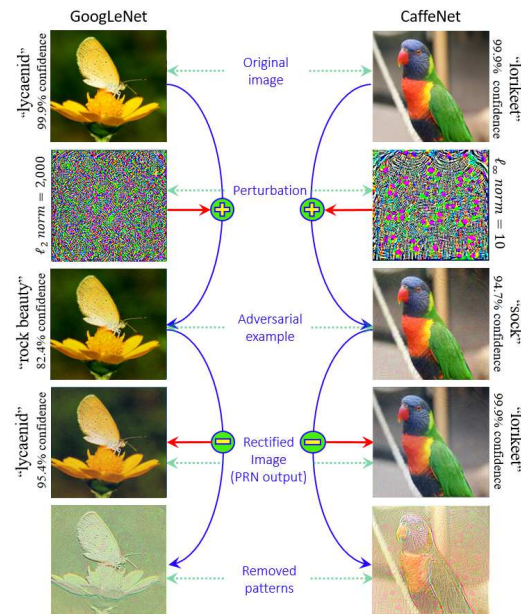 GoogLeNet
CaffeNet
“lycaenid”
99.9% confidence
Original
image
“lorikeet”
99.9% confidence
ℓ₂ norm = 2,000
Perturbation
ℓ∞ norm = 10
“rock beauty”
82.4% confidence
Adversarial
example
“sock”
94.7% confidence
“lycaenid”
95.4% confidence
Rectified
Image
(PRN output)
“lorikeet”
99.9% confidence
Removed
patterns